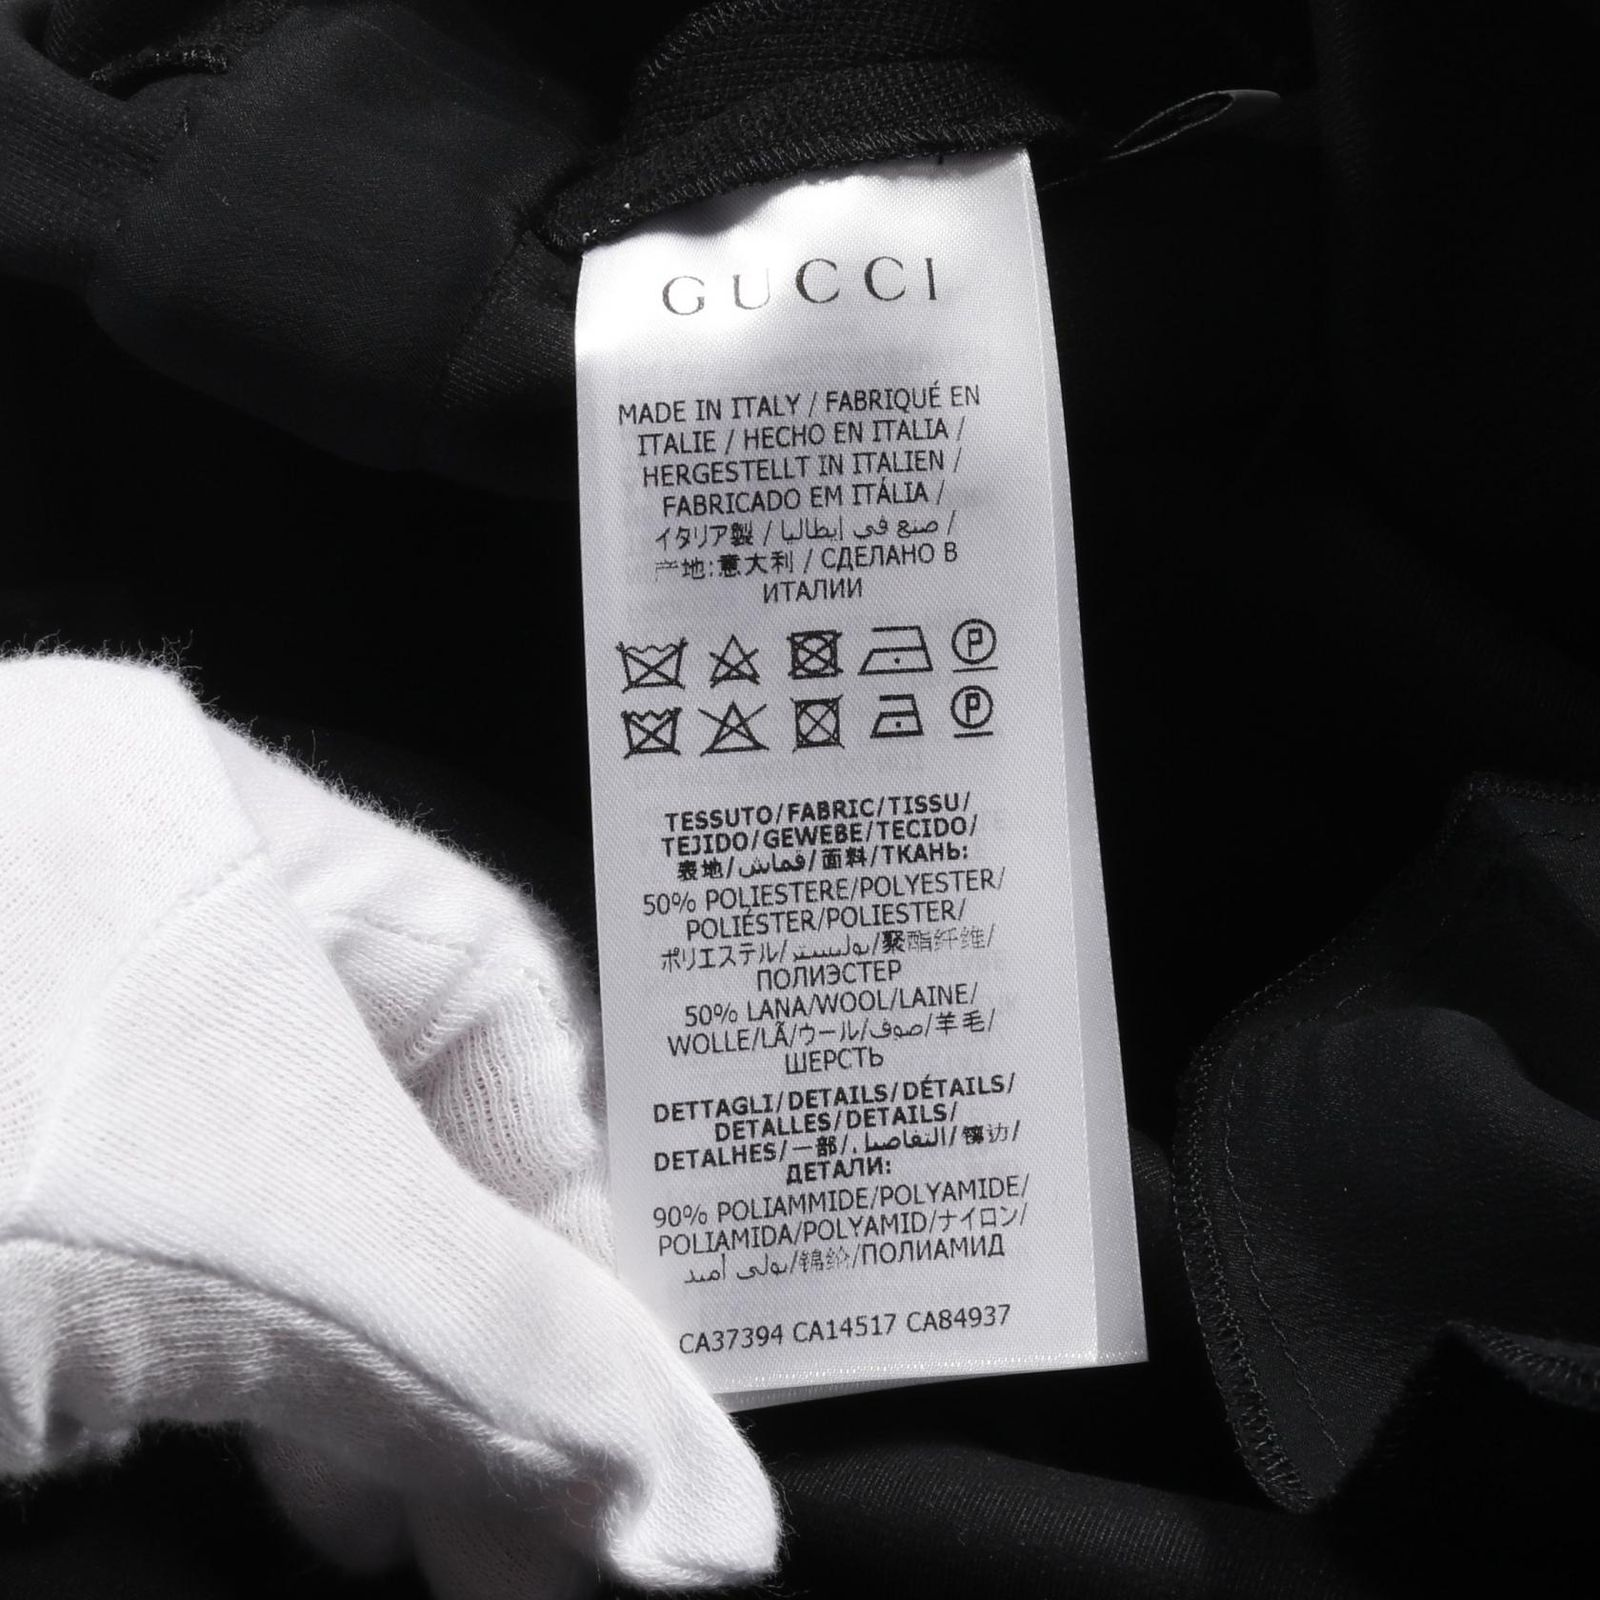 GUCCI
MADE IN ITALY / FABRIQUÉ EN
ITALIE / HECHO EN ITALIA /
HERGESTELLT IN ITALIEN /
FABRICADO EM ITÁLIA /
イタリア製 / صنع في إيطاليا /
产地:意大利 / СДЕЛАНО В
ИТАЛИИ
P
P
TESSUTO/FABRIC/TISSU/
TEJIDO/GEWEBE/TECIDO/
表地/قماش/面料/ТКАНЬ:
50% POLIESTERE/POLYESTER/
POLIÉSTER/POLIESTER/
ポリエステル/بوليستر/聚酯纤维/
ПОЛИЭСТЕР
50% LANA/WOOL/LAINE/
WOLLE/LÃ/ウール/صوف/羊毛/
ШЕРСТЬ
DETTAGLI/DETAILS/DÉTAILS/
DETALLES/DETAILS/
DETALHES/一部/التفاصيل/镶边/
ДЕТАЛИ:
90% POLIAMMIDE/POLYAMIDE/
POLIAMIDA/POLYAMID/ナイロン/
بولي أميد/锦纶/ПОЛИАМИД
CA37394 CA14517 CA84937